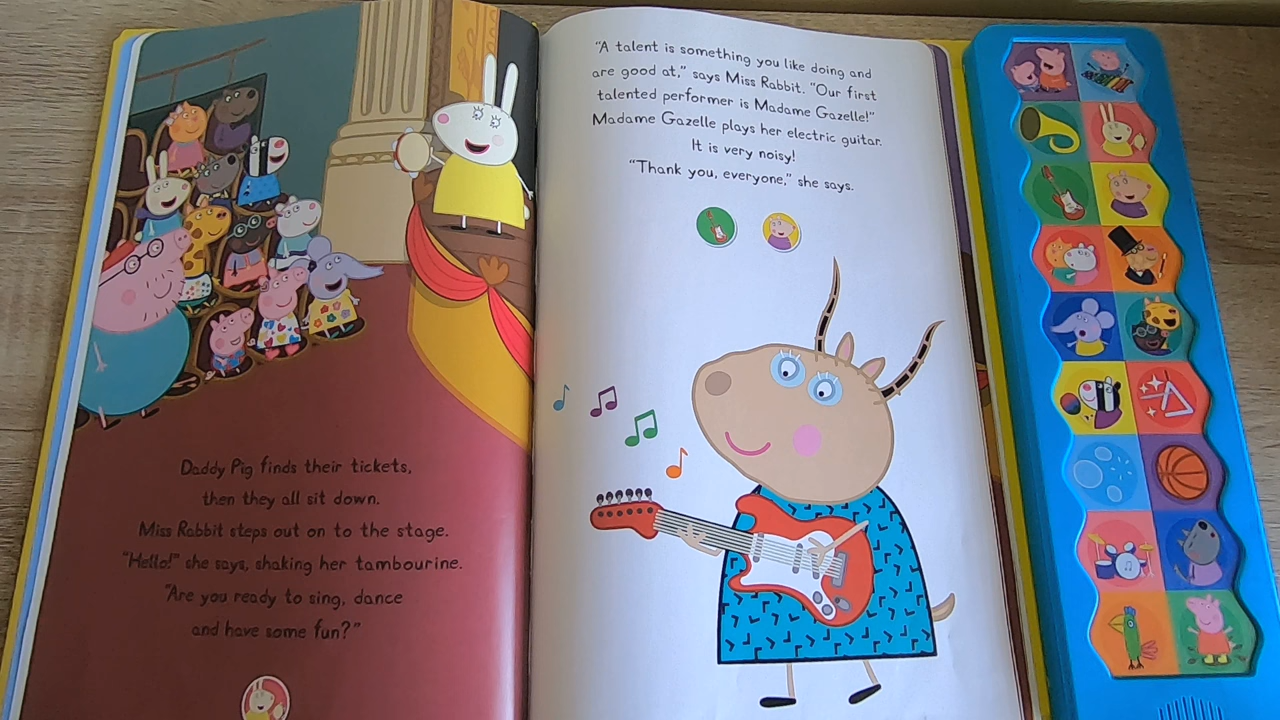 Daddy Pig finds their tickets,
then they all sit down.
Miss Rabbit steps out on to the stage.
"Hello!" she says, shaking her tambourine.
"Are you ready to sing, dance
and have some fun?"
"A talent is something you like doing and
are good at," says Miss Rabbit. "Our first
talented performer is Madame Gazelle!"
Madame Gazelle plays her electric guitar.
It is very noisy!
"Thank you, everyone," she says.